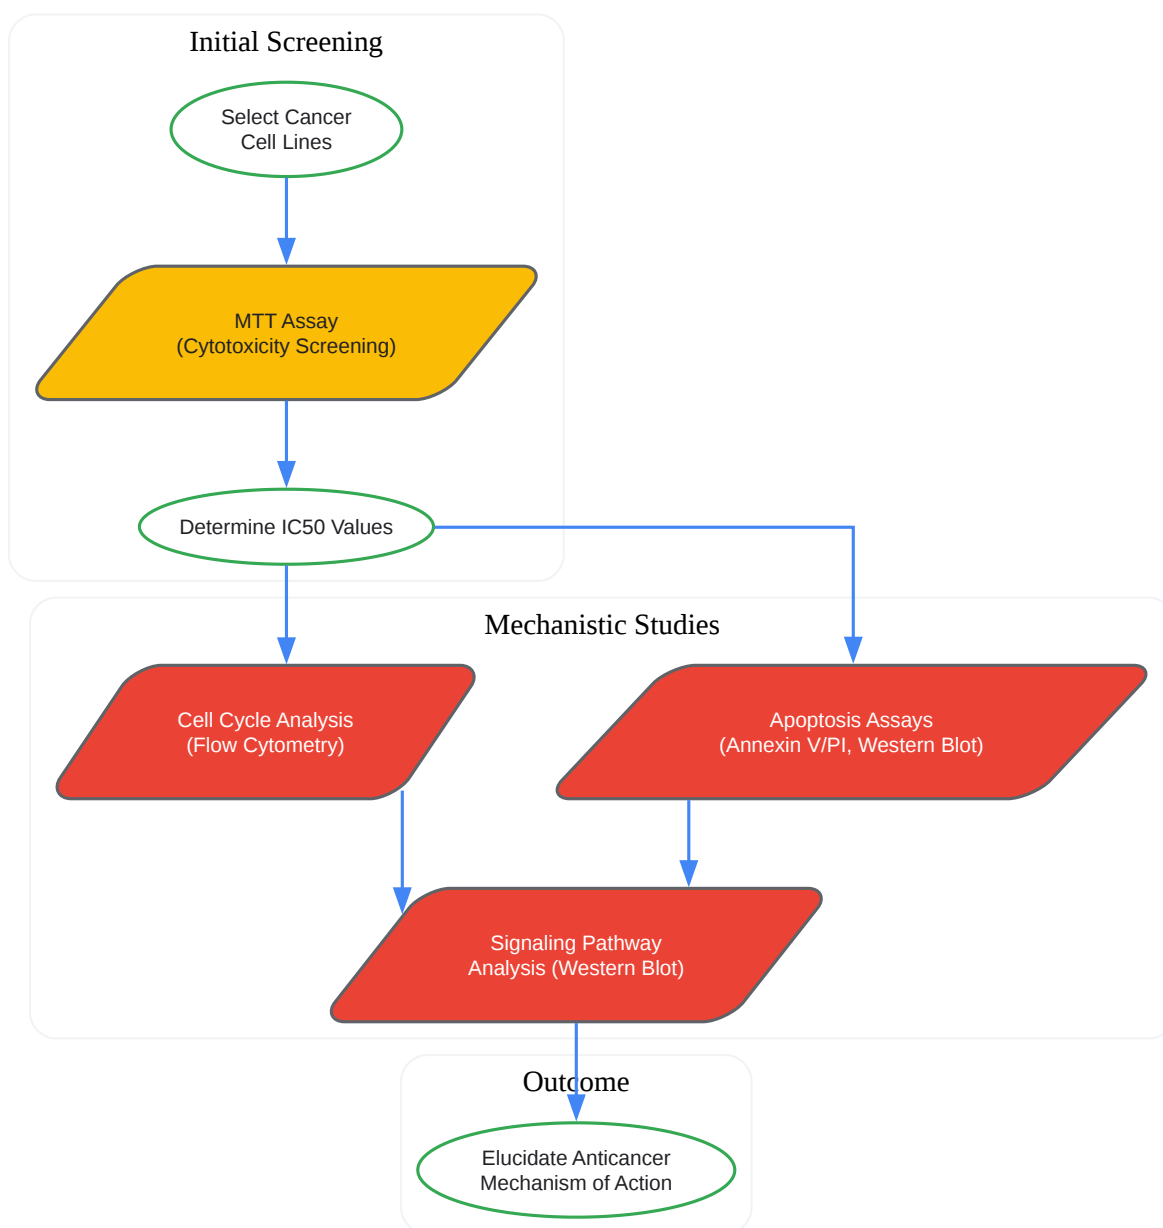 Initial Screening
Select Cancer
Cell Lines
MTT Assay
(Cytotoxicity Screening)
Determine IC50 Values
Mechanistic Studies
Cell Cycle Analysis
(Flow Cytometry)
Apoptosis Assays
(Annexin V/PI, Western Blot)
Signaling Pathway
Analysis (Western Blot)
Outcome
Elucidate Anticancer
Mechanism of Action